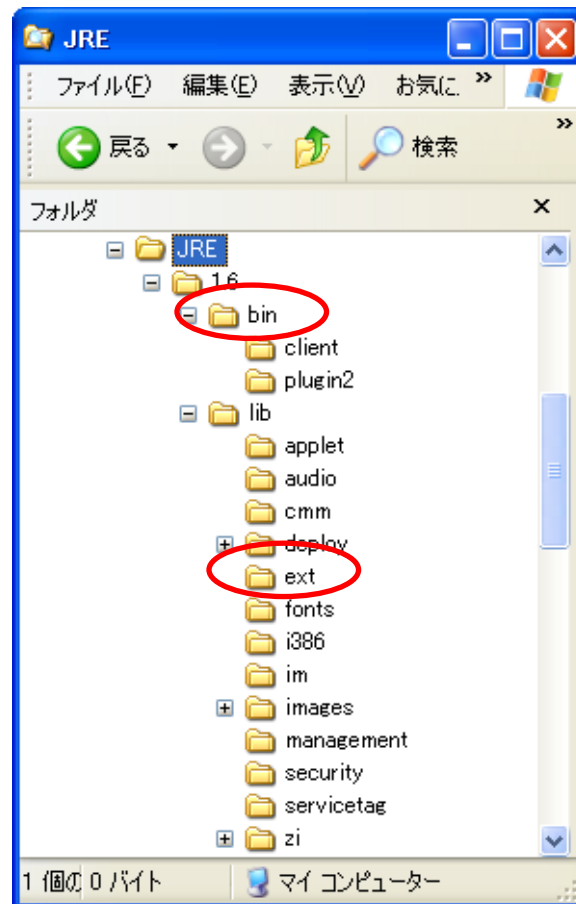 JRE
ファイル(F) 編集(E) 表示(V) お気に. »
戻る 検索 »
フォルダ ×
JRE
1.6
bin
client
plugin2
lib
applet
audio
cmm
deploy
ext
fonts
i386
im
images
management
security
servicetag
zi
1 個の 0 バイト マイ コンピューター